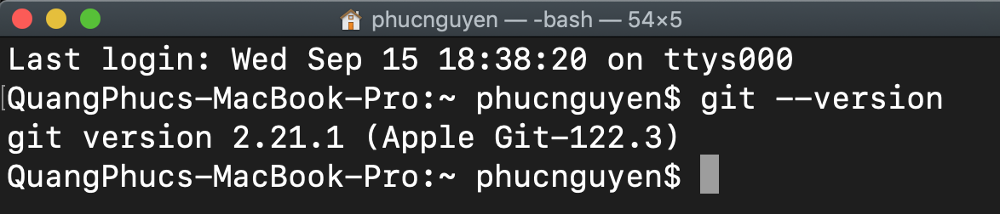 phucnguyen — -bash — 54×5
Last login: Wed Sep 15 18:38:20 on ttys000
[QuangPhucs-MacBook-Pro:~ phucnguyen$ git --version
git version 2.21.1 (Apple Git-122.3)
QuangPhucs-MacBook-Pro:~ phucnguyen$